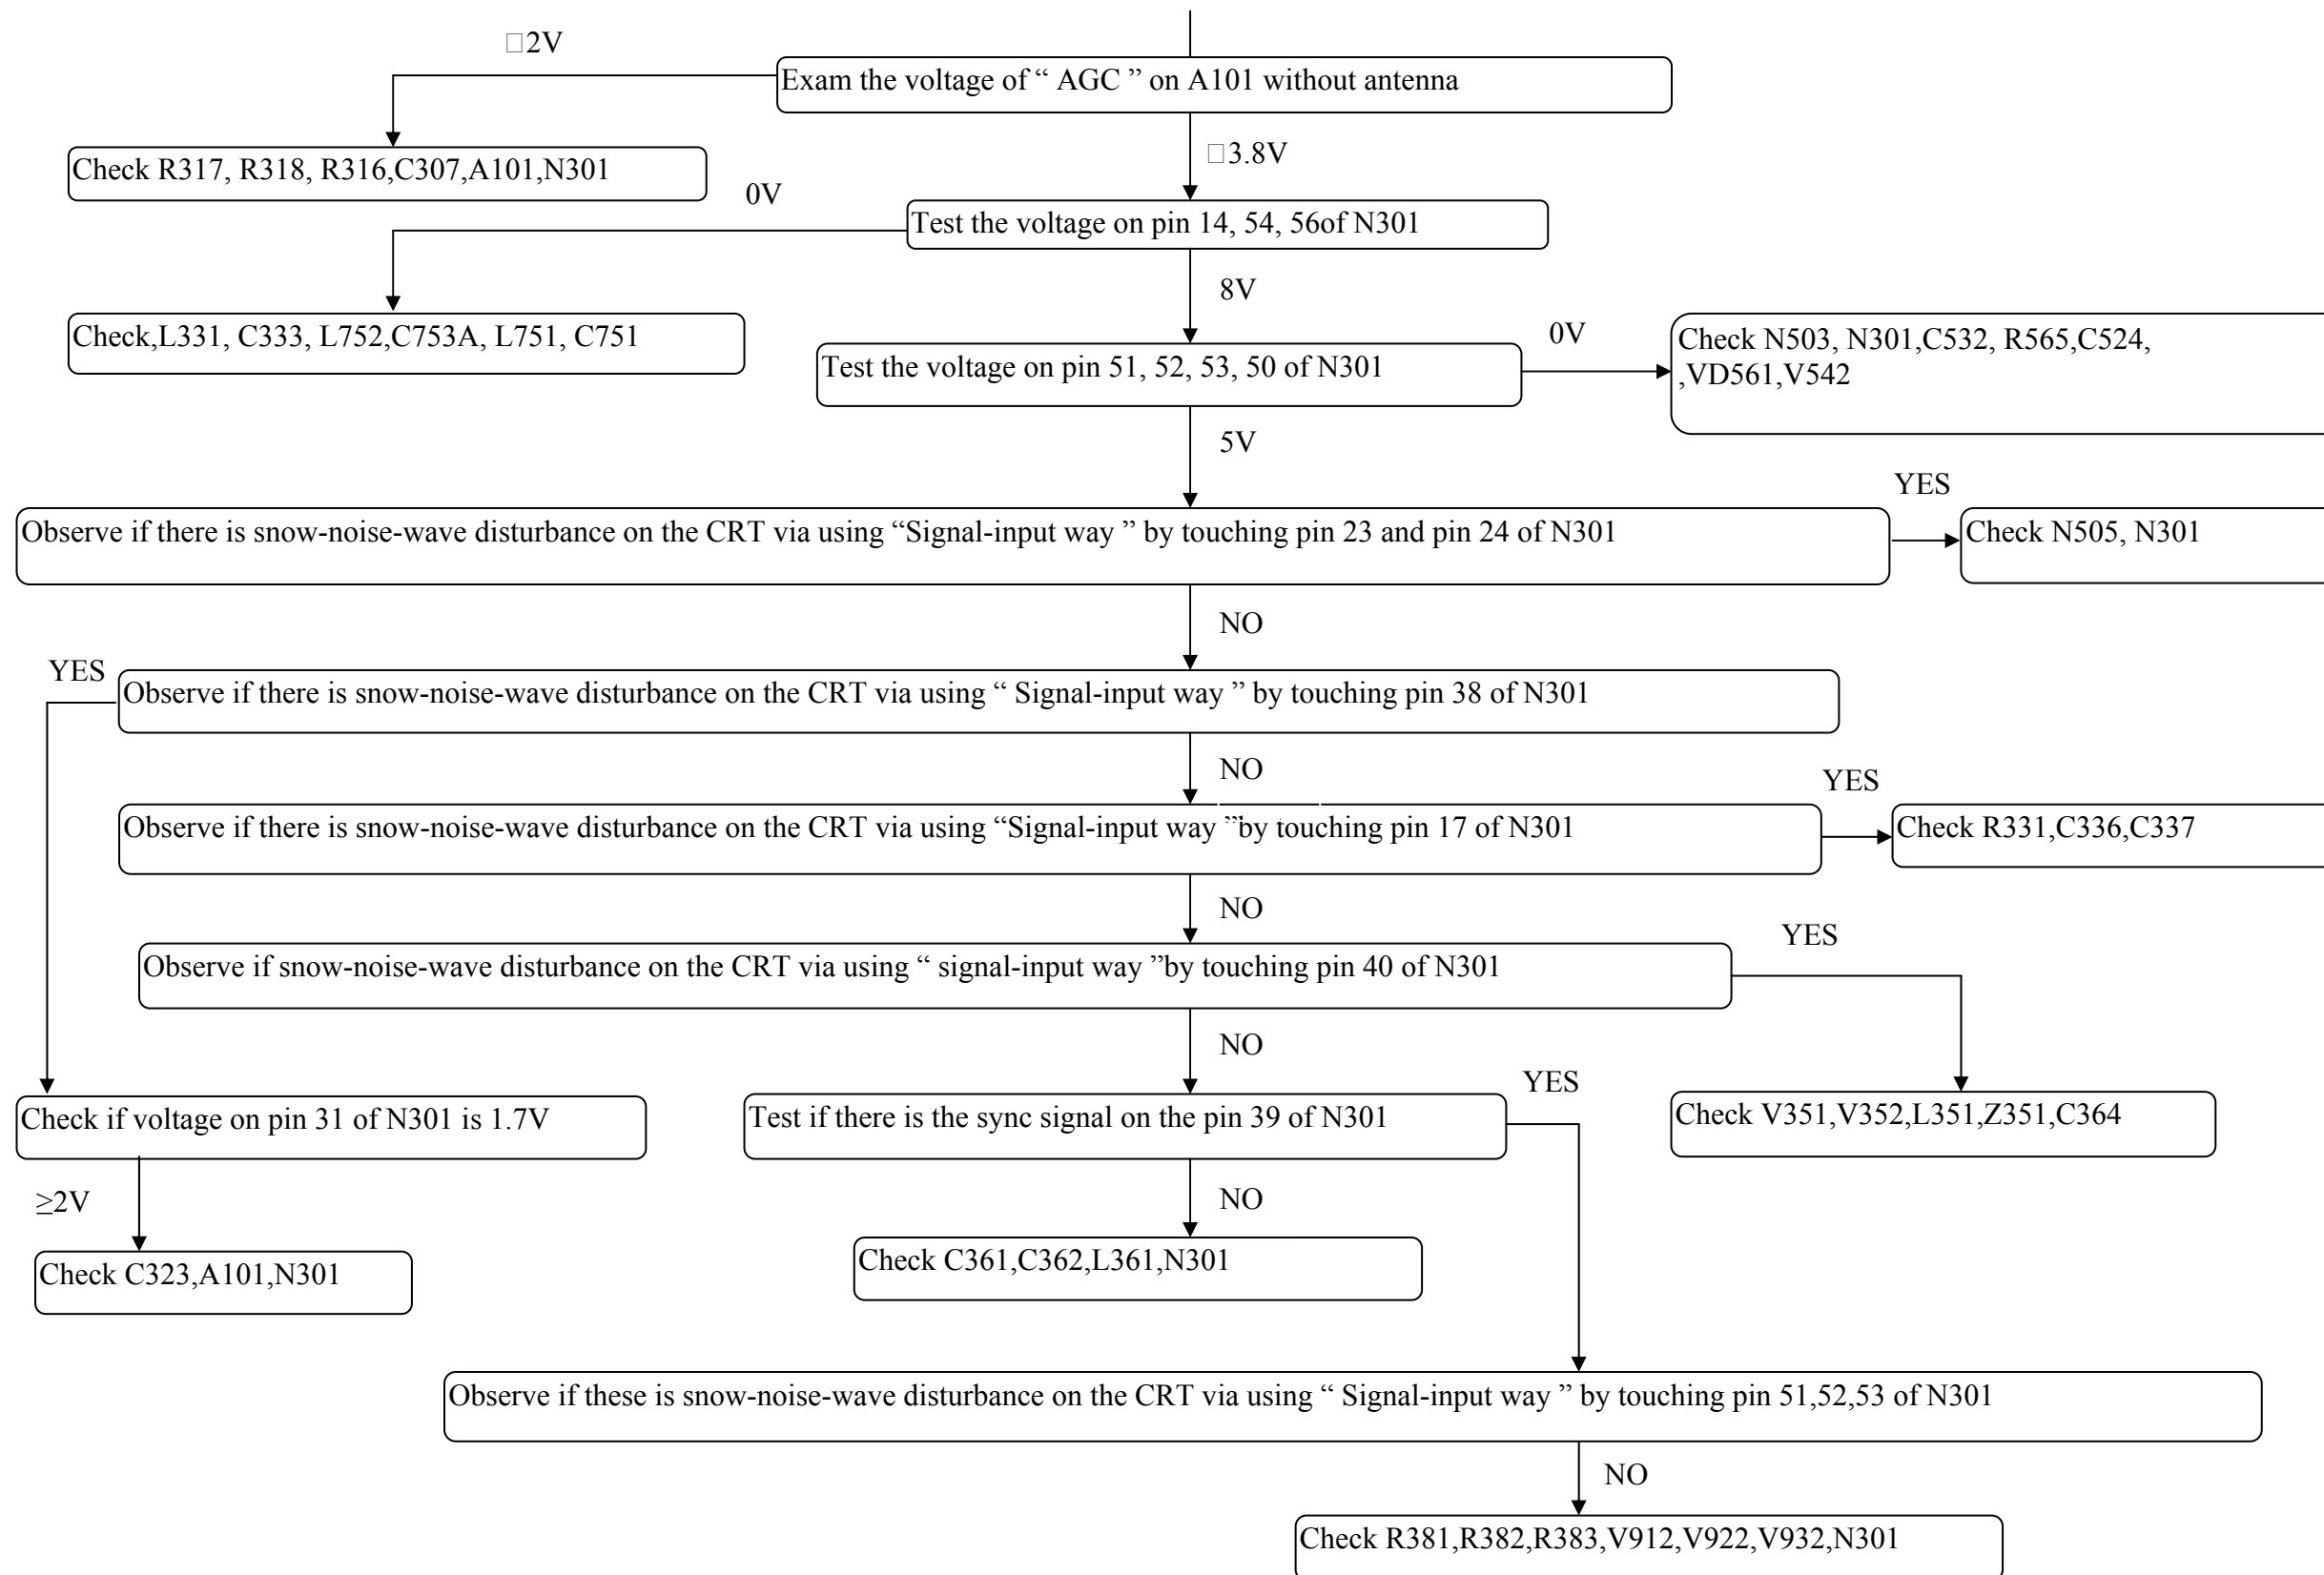 □2V
Exam the voltage of “ AGC ” on A101 without antenna
□3.8V
Check R317, R318, R316,C307,A101,N301
0V
Test the voltage on pin 14, 54, 56of N301
8V
Check,L331, C333, L752,C753A, L751, C751
0V
Test the voltage on pin 51, 52, 53, 50 of N301
Check N503, N301,C532, R565,C524,
,VD561,V542
5V
YES
Observe if there is snow-noise-wave disturbance on the CRT via using “Signal-input way ” by touching pin 23 and pin 24 of N301
Check N505, N301
NO
YES
Observe if there is snow-noise-wave disturbance on the CRT via using “ Signal-input way ” by touching pin 38 of N301
NO
YES
Observe if there is snow-noise-wave disturbance on the CRT via using “Signal-input way ”by touching pin 17 of N301
Check R331,C336,C337
NO
YES
Observe if snow-noise-wave disturbance on the CRT via using “ signal-input way ”by touching pin 40 of N301
NO
YES
Check if voltage on pin 31 of N301 is 1.7V
Test if there is the sync signal on the pin 39 of N301
Check V351,V352,L351,Z351,C364
≥2V
NO
Check C323,A101,N301
Check C361,C362,L361,N301
Observe if these is snow-noise-wave disturbance on the CRT via using “ Signal-input way ” by touching pin 51,52,53 of N301
NO
Check R381,R382,R383,V912,V922,V932,N301